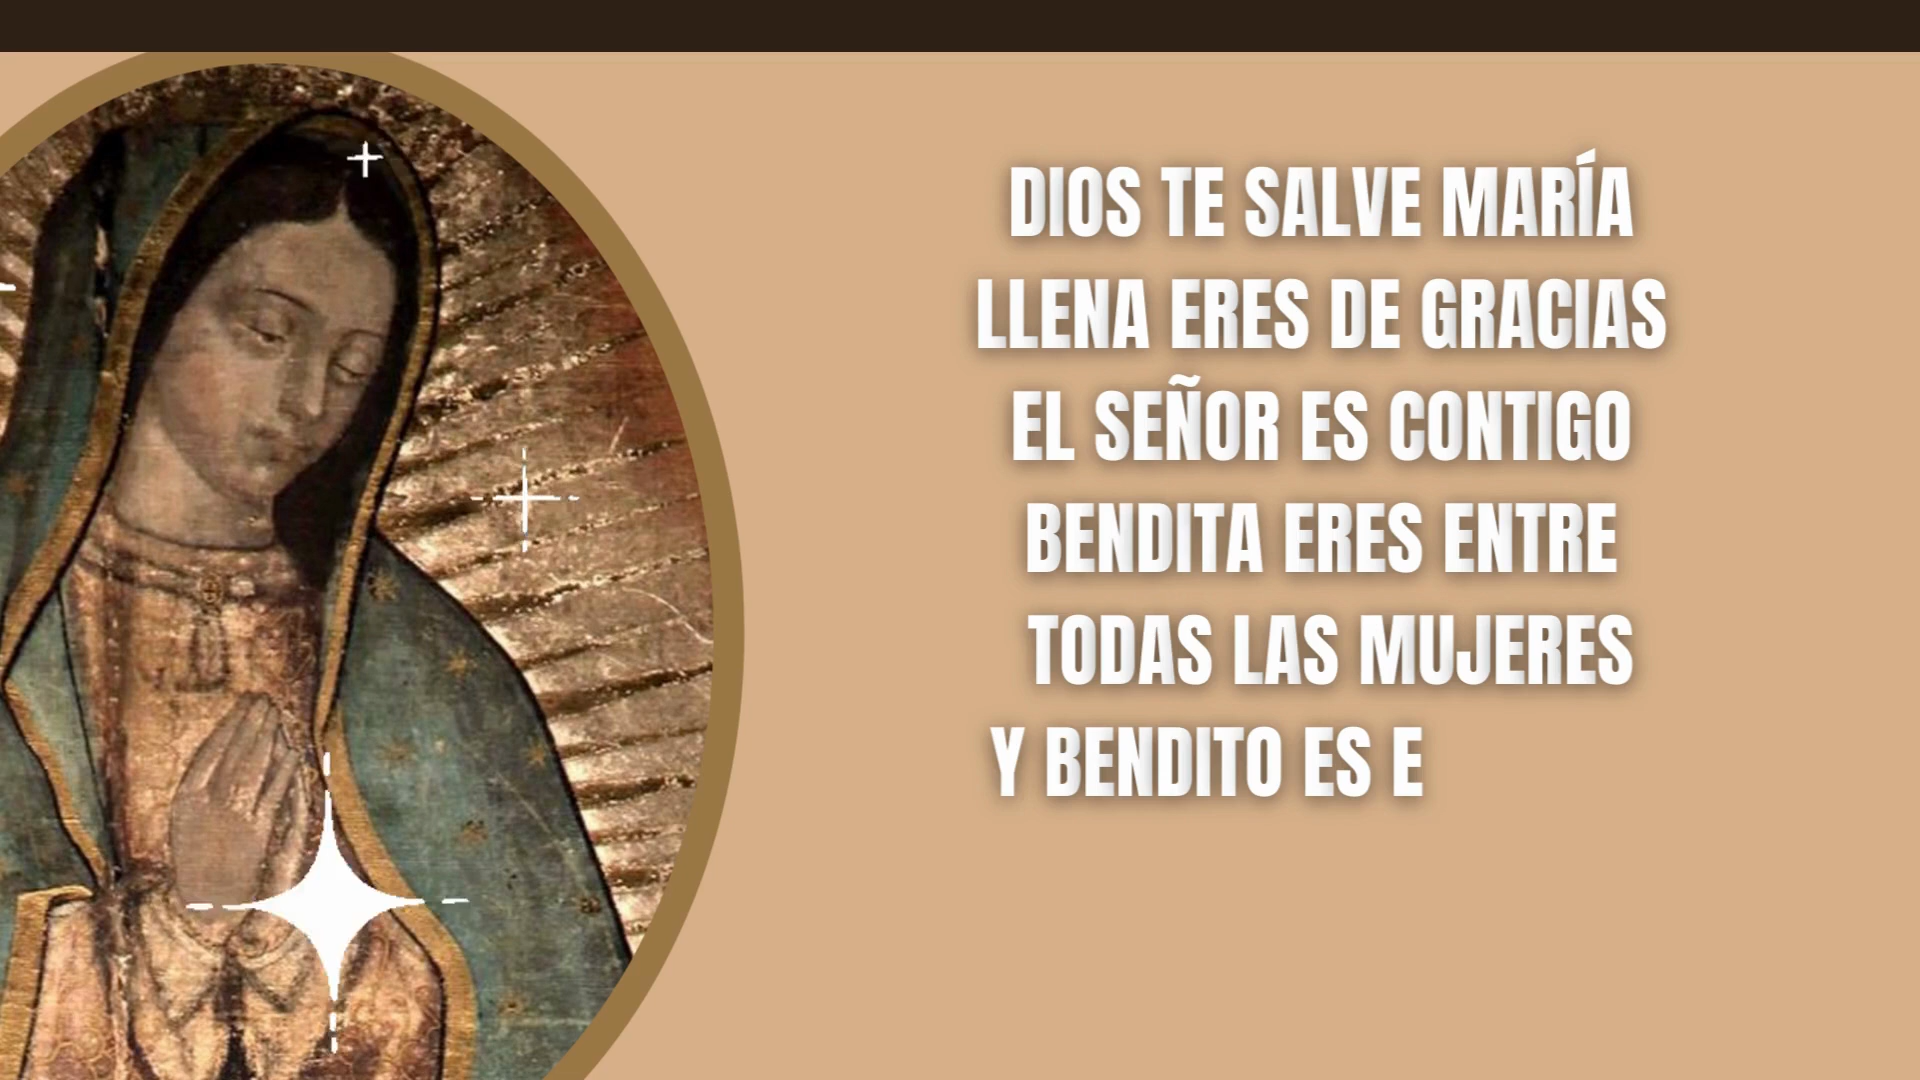 DIOS TE SALVE MARÍA
LLENA ERES DE GRACIAS
EL SEÑOR ES CONTIGO
BENDITA ERES ENTRE
TODAS LAS MUJERES
Y BENDITO ES E